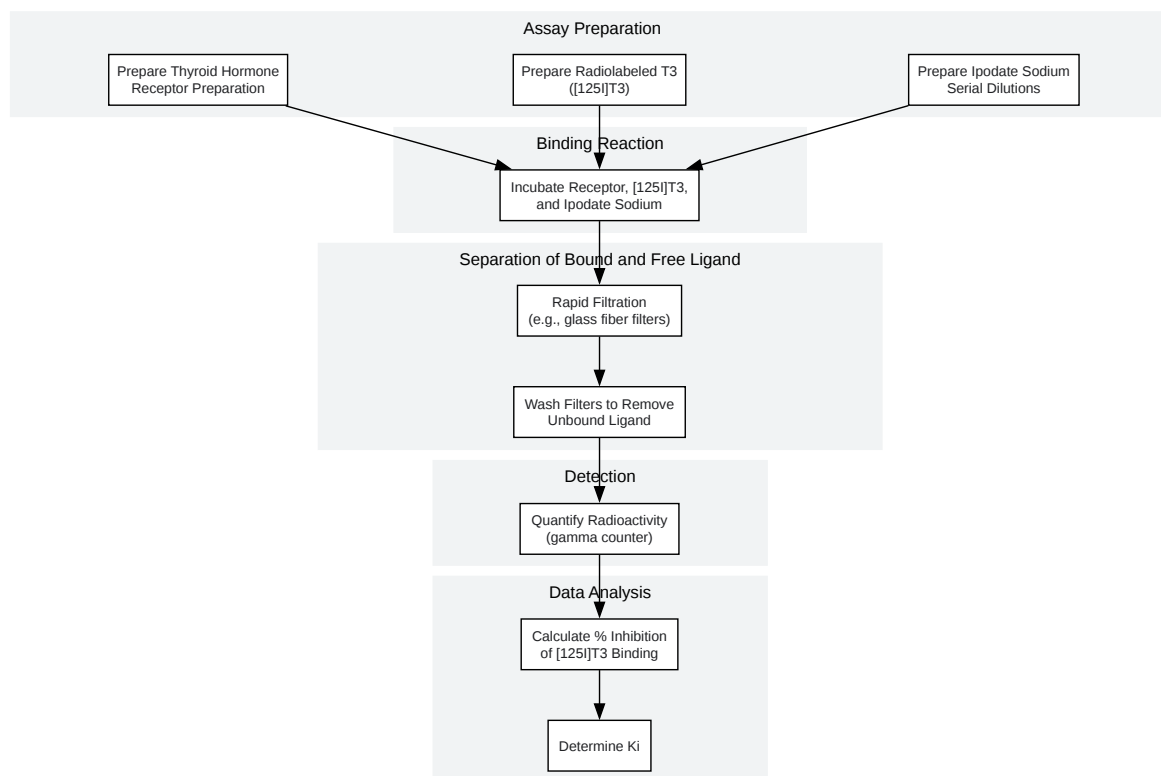 Assay Preparation
Prepare Thyroid Hormone
Receptor Preparation
Prepare Radiolabeled T3
([125I]T3)
Prepare Ipodate Sodium
Serial Dilutions
Binding Reaction
Incubate Receptor, [125I]T3,
and Ipodate Sodium
Separation of Bound and Free Ligand
Rapid Filtration
(e.g., glass fiber filters)
Wash Filters to Remove
Unbound Ligand
Detection
Quantify Radioactivity
(gamma counter)
Data Analysis
Calculate % Inhibition
of [125I]T3 Binding
Determine Ki